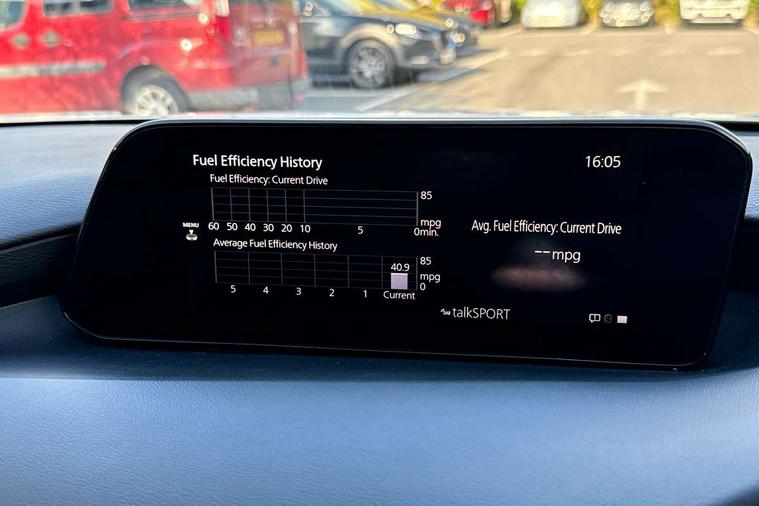 Fuel Efficiency History
16:05
Fuel Efficiency: Current Drive
85
mpg
MENU
60 50 40 30 20 10 5 0min.
Avg. Fuel Efficiency: Current Drive
--mpg
Average Fuel Efficiency History
85
40.9
mpg
0
5 4 3 2 1 Current
talkSPORT